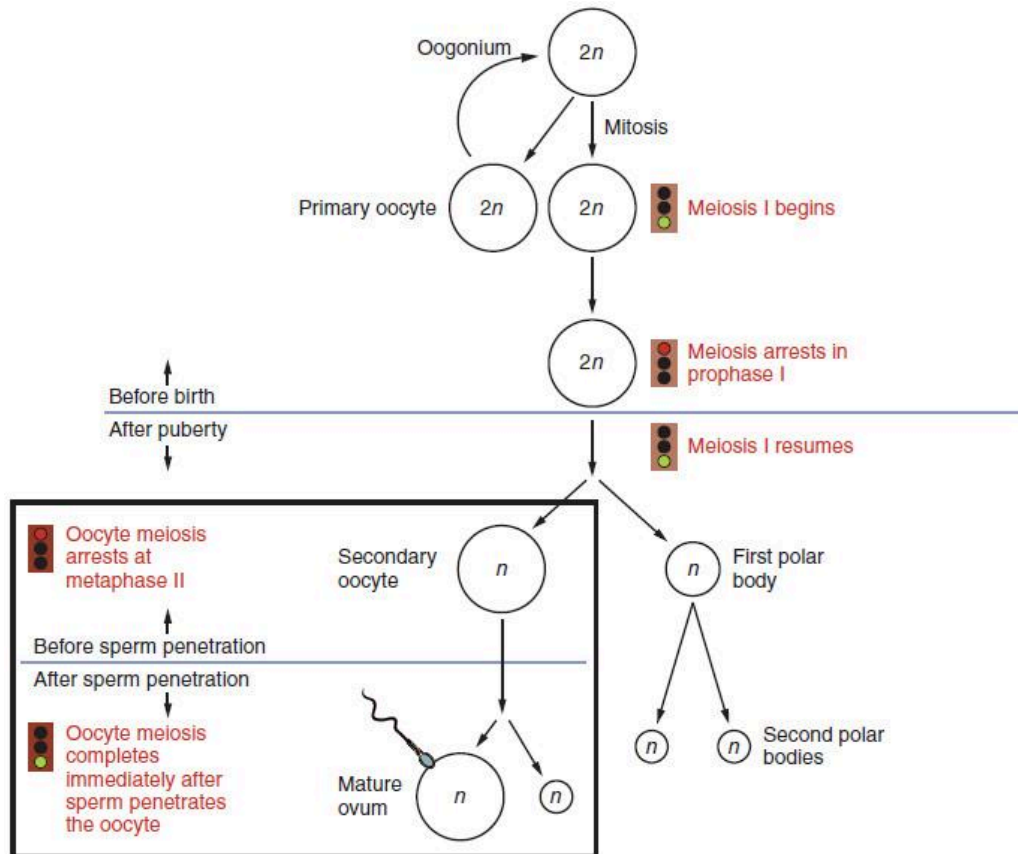 Oogonium
2n
Mitosis
Primary oocyte
2n
2n
Meiosis I begins
2n
Meiosis arrests in
prophase I
Before birth
After puberty
Meiosis I resumes
Oocyte meiosis
arrests at
metaphase II
Secondary
oocyte
n
n
First polar
body
Before sperm penetration
After sperm penetration
Oocyte meiosis
completes
immediately after
sperm penetrates
the oocyte
Mature
ovum
n
n
n
n
Second polar
bodies